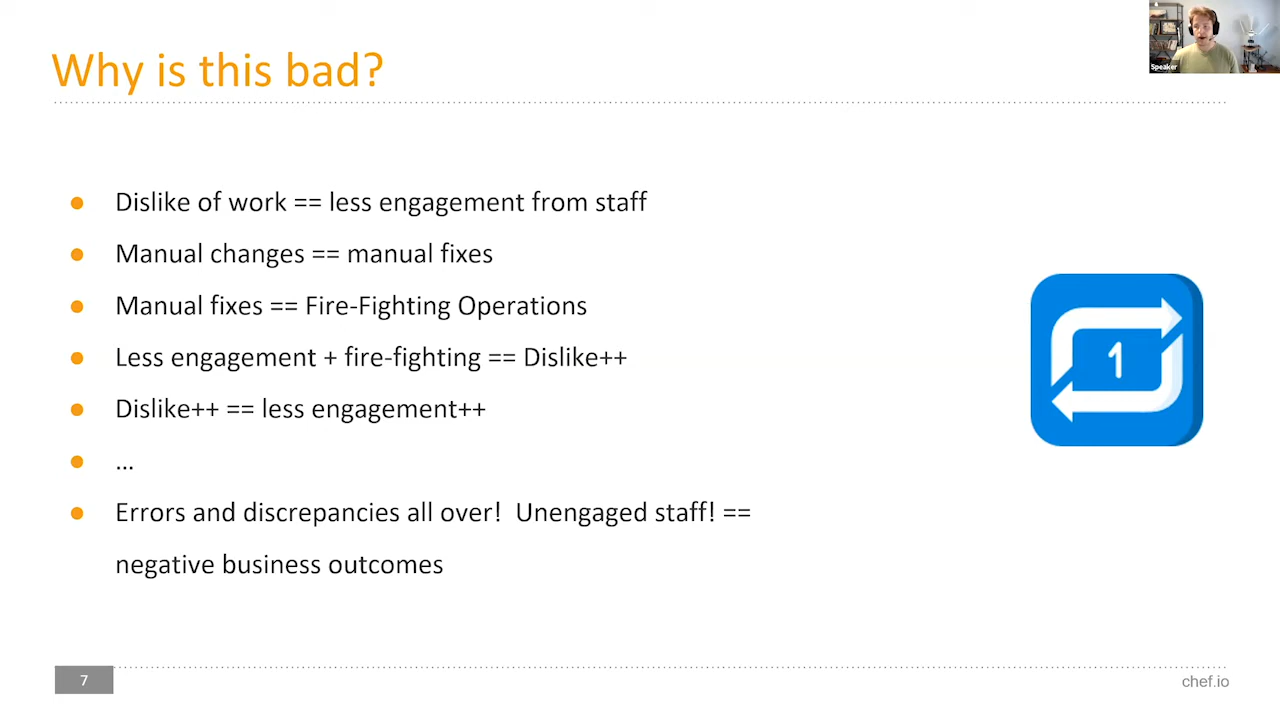 Why is this bad?
Speaker
Dislike of work == less engagement from staff
Manual changes == manual fixes
Manual fixes == Fire-Fighting Operations
Less engagement + fire-fighting == Dislike++
Dislike++ == less engagement++
...
Errors and discrepancies all over!  Unengaged staff! ==
negative business outcomes
1
7
chef.io